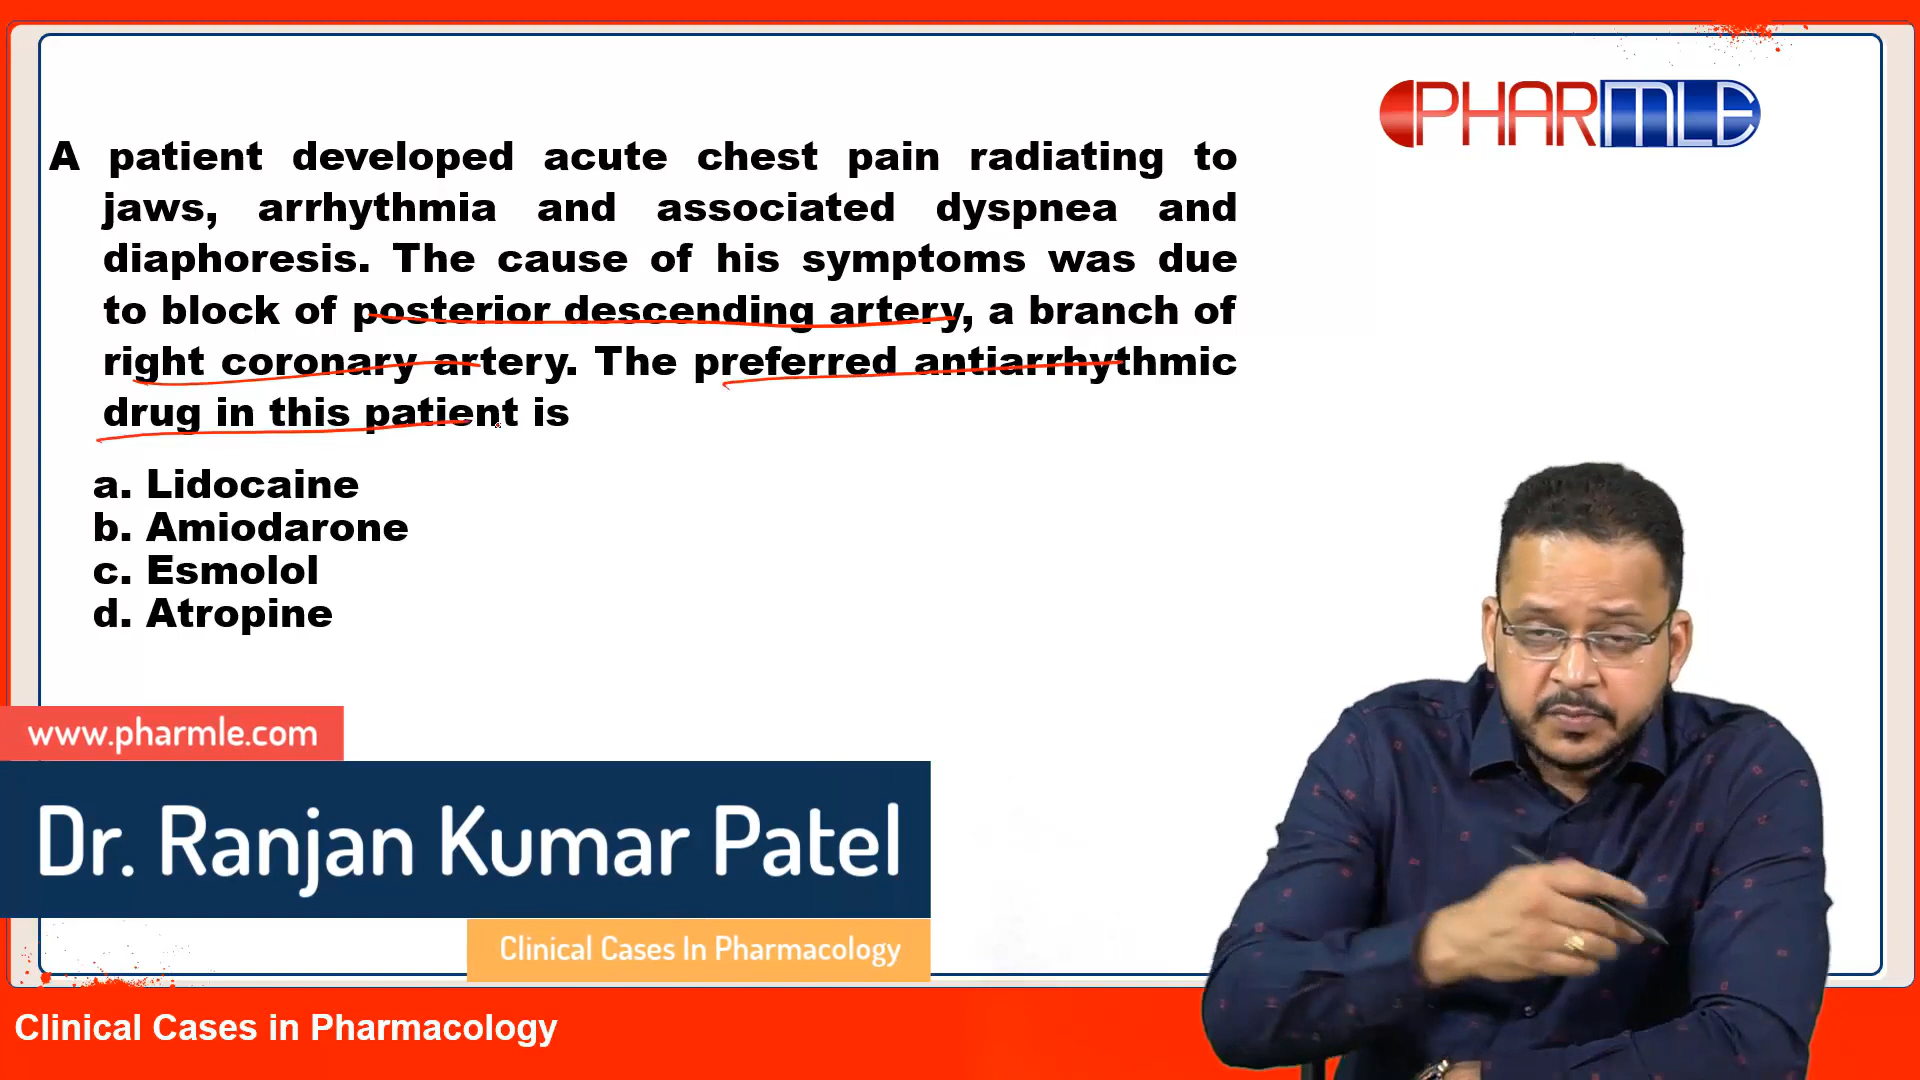 PHARMLE
A patient developed acute chest pain radiating to
jaws, arrhythmia and associated dyspnea and
diaphoresis. The cause of his symptoms was due
to block of posterior descending artery, a branch of
right coronary artery. The preferred antiarrhythmic
drug in this patient is
a. Lidocaine
b. Amiodarone
c. Esmolol
d. Atropine
www.pharmle.com
Dr. Ranjan Kumar Patel
Clinical Cases In Pharmacology
Clinical Cases in Pharmacology